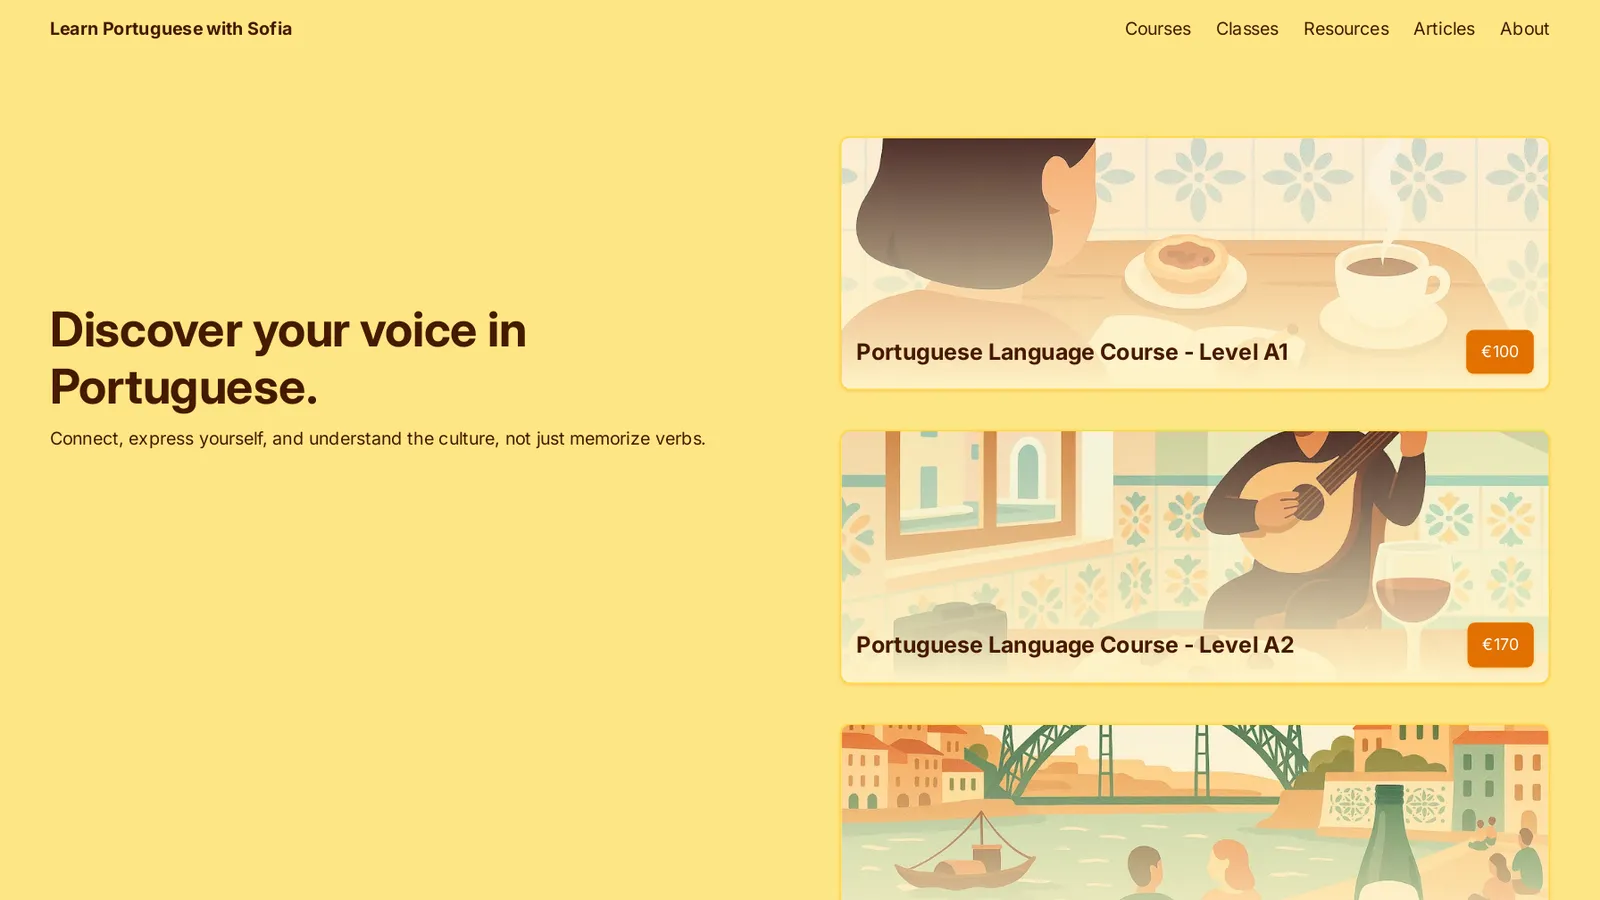 Learn Portuguese with Sofia
Courses
Classes
Resources
Articles
About
Discover your voice in
Portuguese.
Connect, express yourself, and understand the culture, not just memorize verbs.
Portuguese Language Course - Level A1
€100
Portuguese Language Course - Level A2
€170